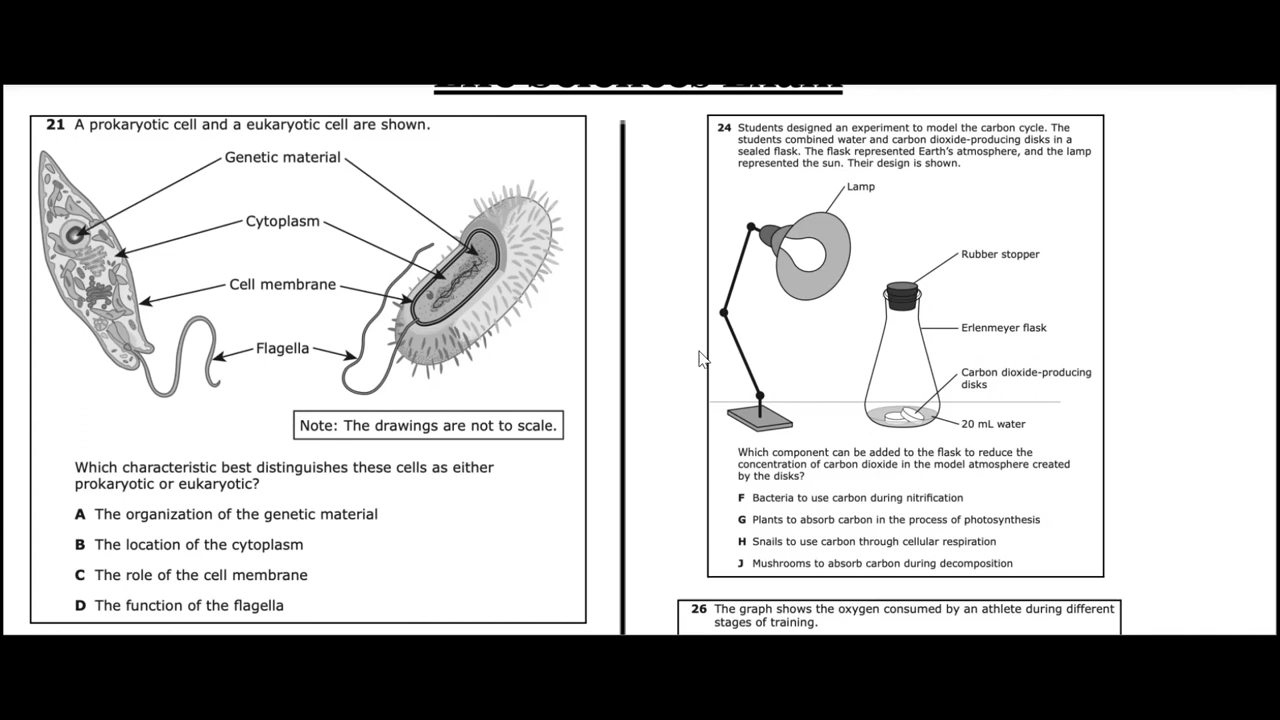 21 A prokaryotic cell and a eukaryotic cell are shown.
Genetic material
Cytoplasm
Cell membrane
Flagella
Note: The drawings are not to scale.
Which characteristic best distinguishes these cells as either
prokaryotic or eukaryotic?
A The organization of the genetic material
B The location of the cytoplasm
C The role of the cell membrane
D The function of the flagella
24 Students designed an experiment to model the carbon cycle. The
students combined water and carbon dioxide-producing disks in a
sealed flask. The flask represented Earth's atmosphere, and the lamp
represented the sun. Their design is shown.
Lamp
Rubber stopper
Erlenmeyer flask
Carbon dioxide-producing
disks
20 mL water
Which component can be added to the flask to reduce the
concentration of carbon dioxide in the model atmosphere created
by the disks?
F Bacteria to use carbon during nitrification
G Plants to absorb carbon in the process of photosynthesis
H Snails to use carbon through cellular respiration
J Mushrooms to absorb carbon during decomposition
26 The graph shows the oxygen consumed by an athlete during different
stages of training.